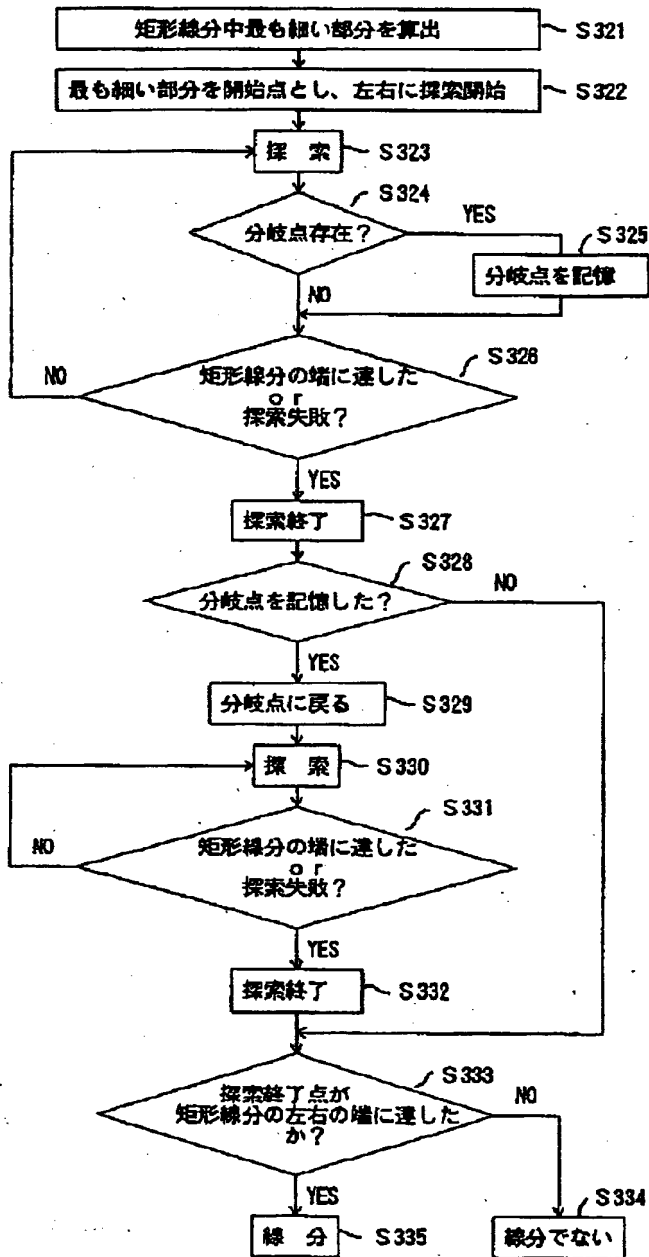 矩形線分中最も細い部分を算出 S321
最も細い部分を開始点とし、左右に探索開始 S322
探 索 S323
S324
分岐点存在？
YES
S325
分岐点を記憶
NO
S326
矩形線分の端に達した
or
探索失敗？
NO
YES
探索終了 S327
S328
分岐点を記憶した？
NO
YES
分岐点に戻る S329
探 索 S330
S331
矩形線分の端に達した
or
探索失敗？
NO
YES
探索終了 S332
S333
探索終了点が
矩形線分の左右の端に達した
か？
NO
YES
線 分 S335
S334
線分でない